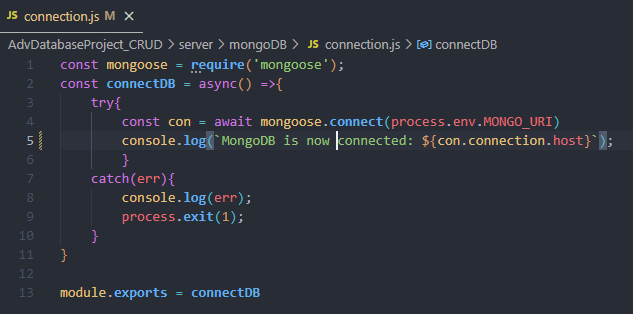 JS connection.js M ×
AdvDatabaseProject_CRUD > server > mongoDB > JS connection.js > connectDB
1 const mongoose = require('mongoose');
2 const connectDB = async() =>{
3 try{
4 const con = await mongoose.connect(process.env.MONGO_URI)
5 console.log(`MongoDB is now connected: ${con.connection.host}`);
6 }
7 catch(err){
8 console.log(err);
9 process.exit(1);
10 }
11 }
12
13 module.exports = connectDB